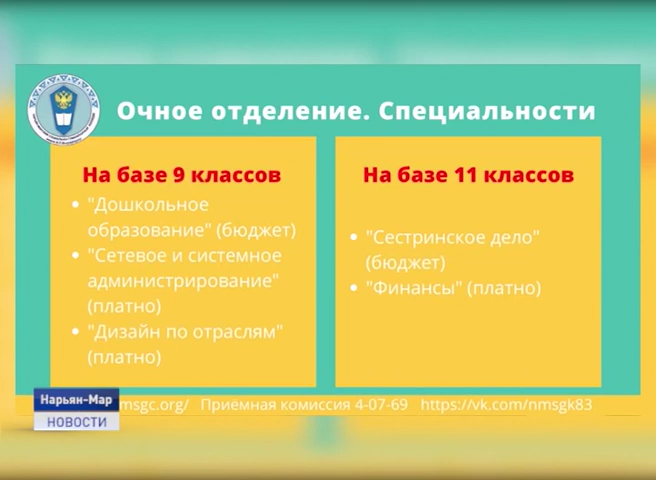 Очное отделение. Специальности
На базе 9 классов
"Дошкольное
образование" (бюджет)
"Сетевое и системное
администрирование"
(платно)
"Дизайн по отраслям"
(платно)
На базе 11 классов
"Сестринское дело"
(бюджет)
"Финансы" (платно)
msgc.org/ Приёмная комиссия 4-07-69 https://vk.com/nmsgk83
Нарьян-Мар
НОВОСТИ